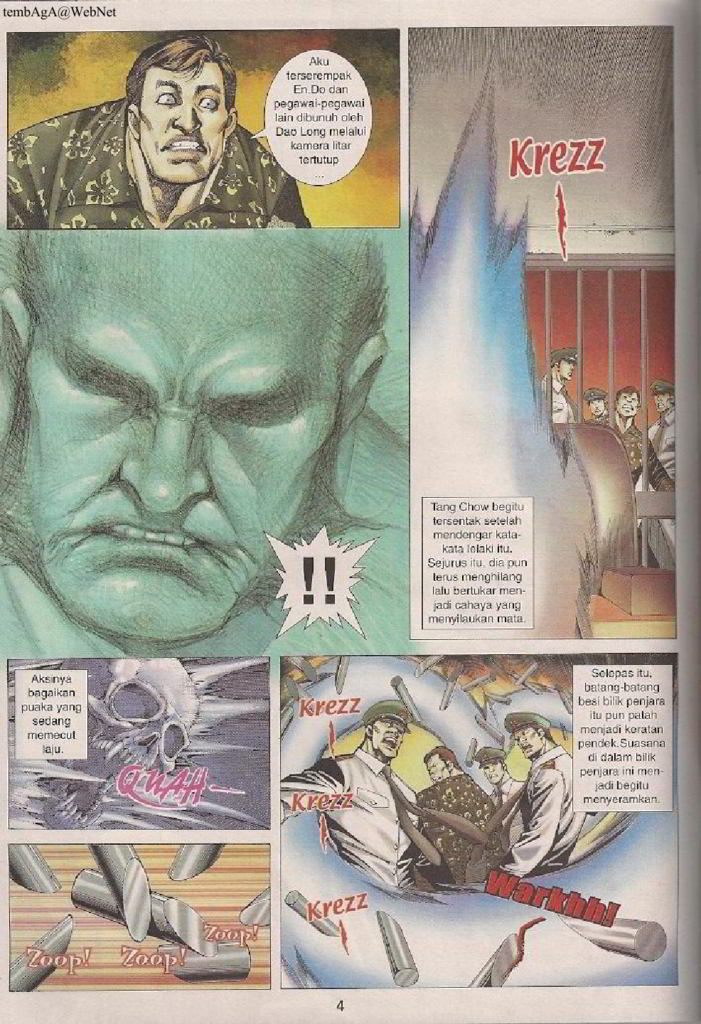 tembAgA@WebNet
Aku
terserempak
En.Do dan
pegawai-pegawai
lain dibunuh oleh
Dao Long melalui
kamera litar
tertutup
...
Krezz
!!
Tang Chow begitu
tersentak setelah
mendengar kata-
kata lelaki itu.
Sejurus itu, dia pun
terus menghilang
lalu bertukar men-
jadi cahaya yang
menyilaukan mata.
Aksinya
bagaikan
puaka yang
sedang
memecut
laju.
QUAH
Zoop!
Zoop!
Zoop!
Selepas itu,
batang-batang
besi bilik penjara
itu pun patah
menjadi keratan
pendek.Suasana
di dalam bilik
penjara ini men-
jadi begitu
menyeramkan.
Krezz
Krezz
Krezz
Warkhh!
4